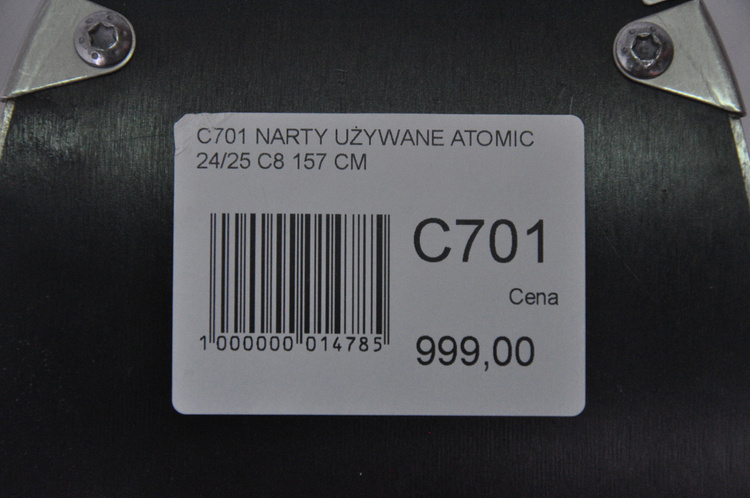 C701 NARTY UŻYWANE ATOMIC
24/25 C8 157 CM
C701
Cena
999,00
1 000000 014785